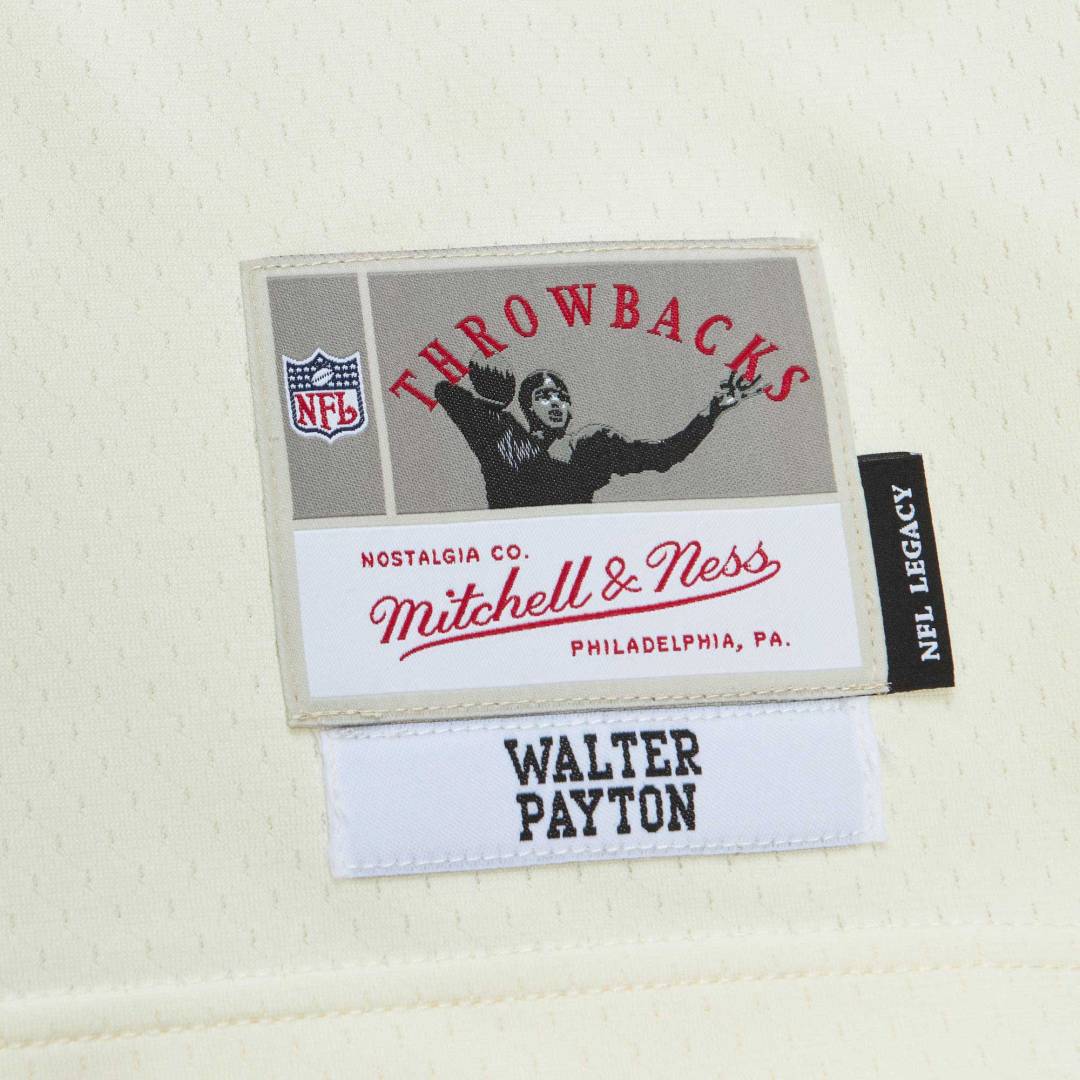 THROWBACKS
NFL
NOSTALGIA CO.
Mitchell & Ness
PHILADELPHIA, PA.
NFL LEGACY
WALTER
PAYTON